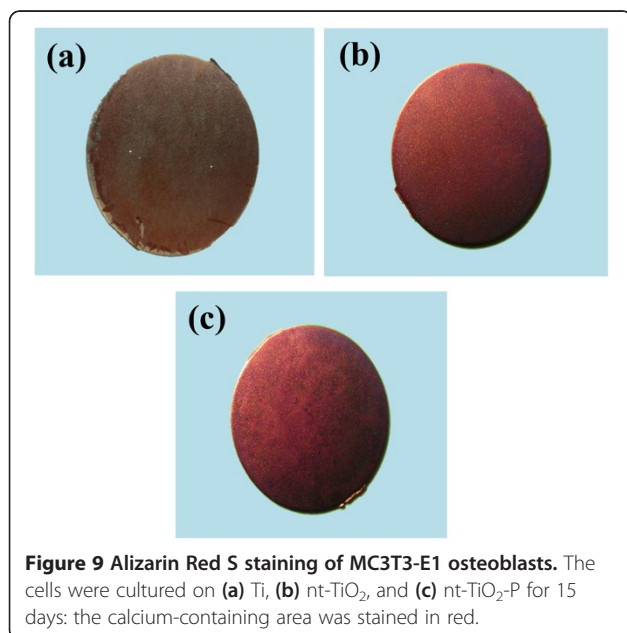 (a)
(b)
(c)
Figure 9 Alizarin Red S staining of MC3T3-E1 osteoblasts. The
cells were cultured on (a) Ti, (b) nt-TiO₂, and (c) nt-TiO₂-P for 15
days: the calcium-containing area was stained in red.